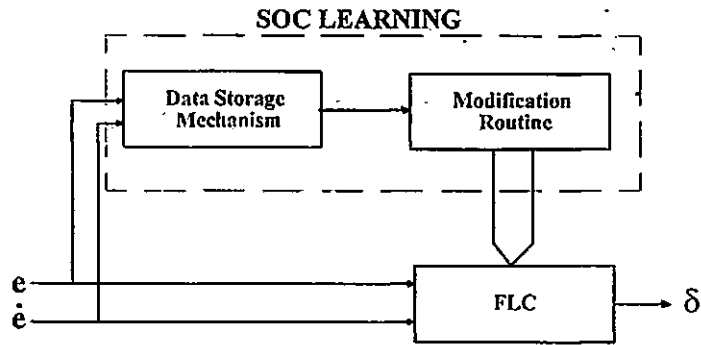 SOC LEARNING
Data Storage
Mechanism
Modification
Routine
e
ė
FLC
δ